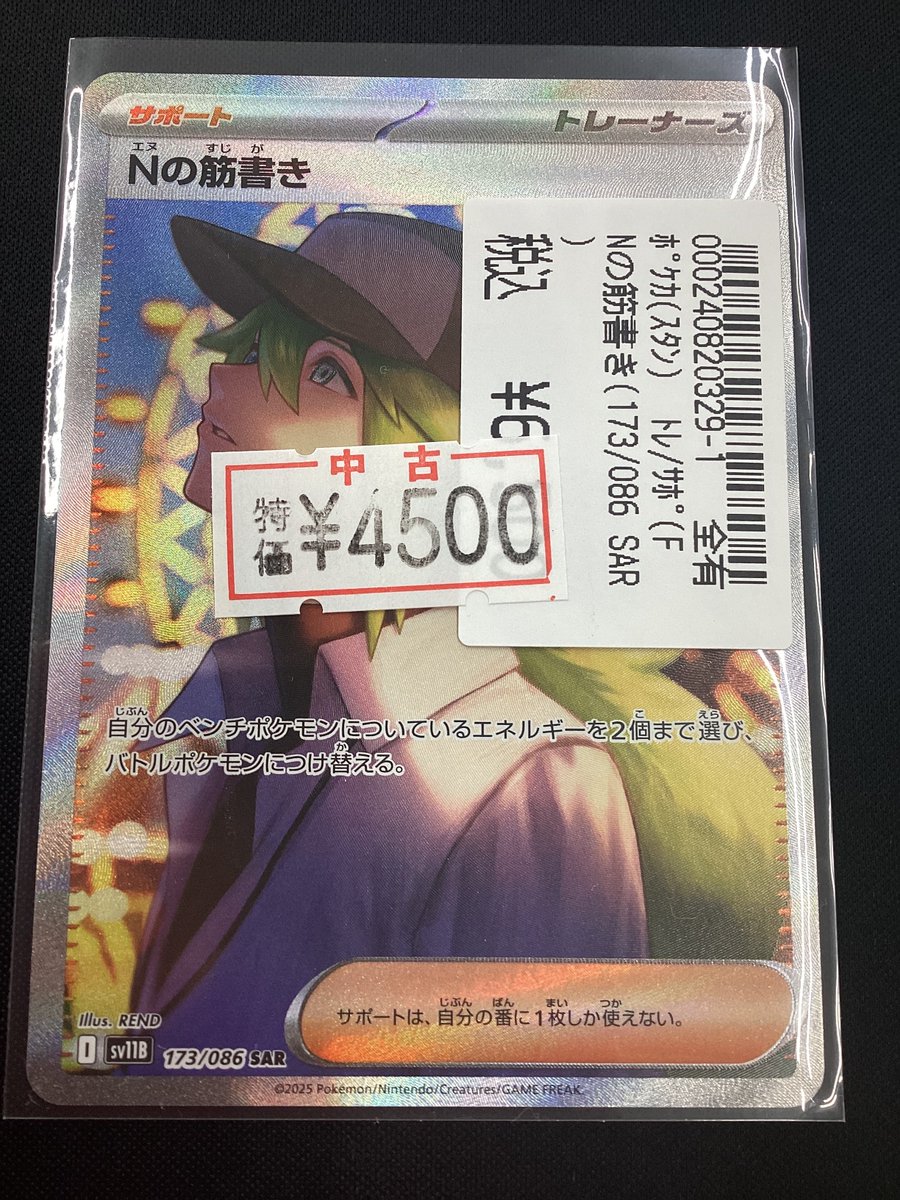 サポート
トレーナーズ
エヌ すじ が
Nの筋書き
000240820329-1 全肴
ﾎﾟｹｶ(ｽﾀﾝ) ﾄﾚ/ｻﾎﾟ(F
Nの筋書き(173/086 SAR
)
税込 ¥6
中古
特価 ¥4500
じぶん こ えら
自分のベンチポケモンについているエネルギーを2個まで選び、
か
バトルポケモンにつけ替える。
じぶん ばん まい つか
サポートは、自分の番に1枚しか使えない。
Illus. REND
I sv11B 173/086 SAR
©2025 Pokémon/Nintendo/Creatures/GAME FREAK.